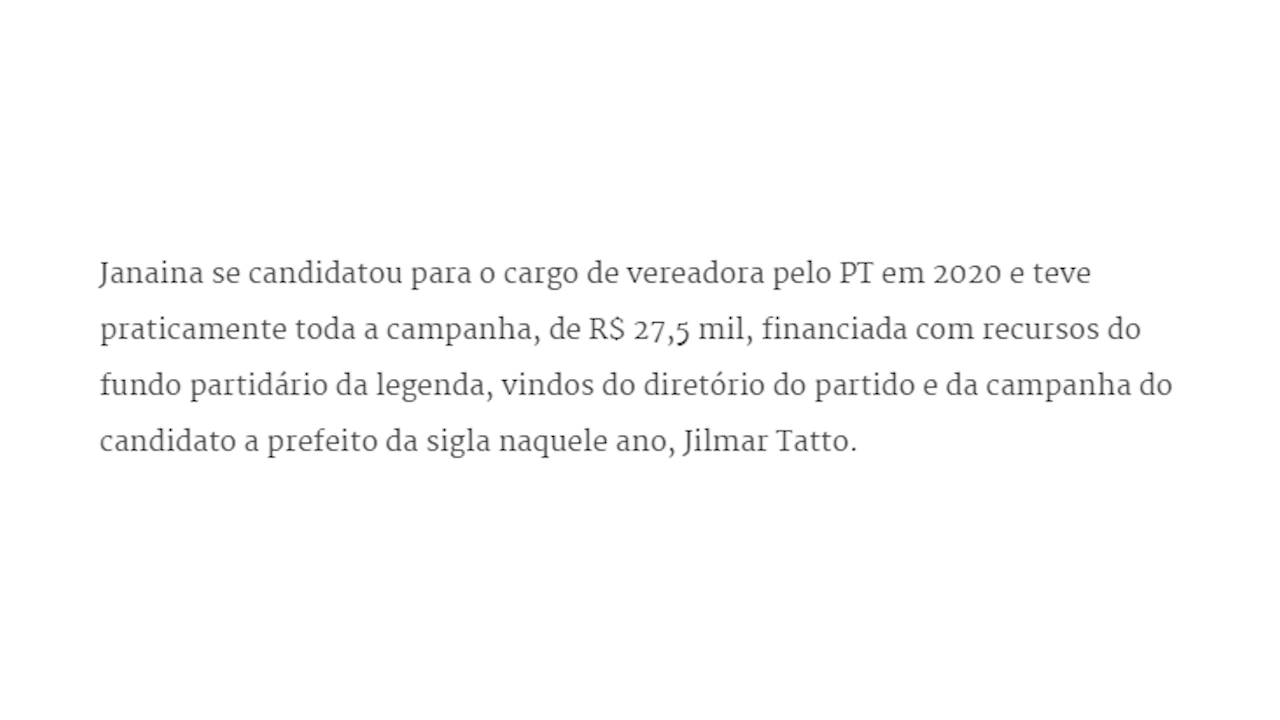 Janaina se candidatou para o cargo de vereadora pelo PT em 2020 e teve
praticamente toda a campanha, de R$ 27,5 mil, financiada com recursos do
fundo partidário da legenda, vindos do diretório do partido e da campanha do
candidato a prefeito da sigla naquele ano, Jilmar Tatto.